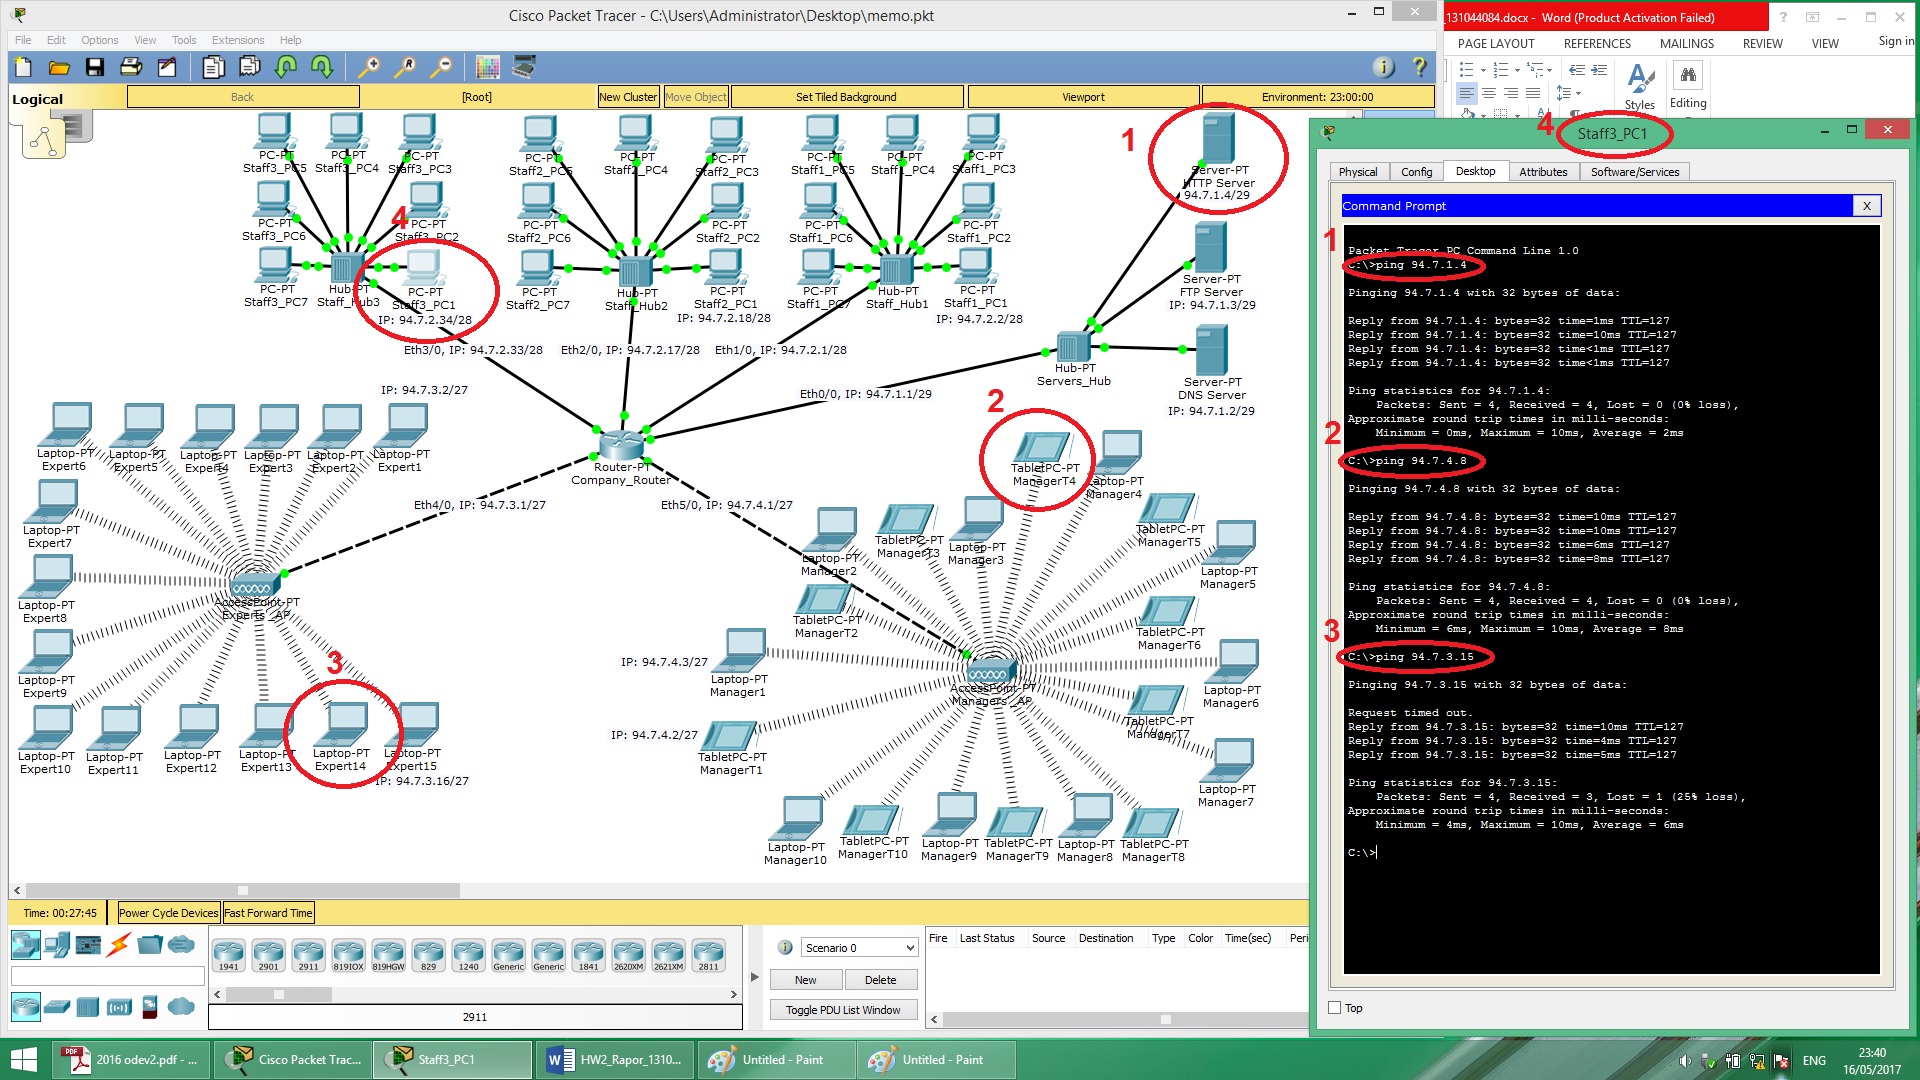 Cisco Packet Tracer - C:\Users\Administrator\Desktop\memo.pkt
_131044084.docx - Word (Product Activation Failed)
File Edit Options View Tools Extensions Help
PAGE LAYOUT REFERENCES MAILINGS REVIEW VIEW Sign in
Styles Editing
Logical Back [Root] New Cluster Move Object Set Tiled Background Viewport Environment: 23:00:00
PC-PT
Staff3_PC5
PC-PT
Staff3_PC4
PC-PT
Staff3_PC3
PC-PT
Staff2_PC5
PC-PT
Staff2_PC4
PC-PT
Staff2_PC3
PC-PT
Staff1_PC5
PC-PT
Staff1_PC4
PC-PT
Staff1_PC3
1
Server-PT
HTTP Server
94.7.1.4/29
PC-PT
Staff3_PC6
4
PC-PT
Staff3_PC2
PC-PT
Staff2_PC6
PC-PT
Staff2_PC2
PC-PT
Staff1_PC6
PC-PT
Staff1_PC2
PC-PT
Staff3_PC7
Hub-PT
Staff_Hub3
PC-PT
Staff3_PC1
IP: 94.7.2.34/28
PC-PT
Staff2_PC7
Hub-PT
Staff_Hub2
PC-PT
Staff2_PC1
IP: 94.7.2.18/28
PC-PT
Staff1_PC7
Hub-PT
Staff_Hub1
PC-PT
Staff1_PC1
IP: 94.7.2.2/28
Server-PT
FTP Server
IP: 94.7.1.3/29
Eth3/0, IP: 94.7.2.33/28
Eth2/0, IP: 94.7.2.17/28
Eth1/0, IP: 94.7.2.1/28
Hub-PT
Servers_Hub
Server-PT
DNS Server
IP: 94.7.1.2/29
Eth0/0, IP: 94.7.1.1/29
IP: 94.7.3.2/27
Laptop-PT
Expert6
Laptop-PT
Expert5
Laptop-PT
Expert4
Laptop-PT
Expert3
Laptop-PT
Expert2
Laptop-PT
Expert1
Router-PT
Company_Router
2
TabletPC-PT
ManagerT4
Laptop-PT
Manager4
Eth4/0, IP: 94.7.3.1/27
Eth5/0, IP: 94.7.4.1/27
Laptop-PT
Expert7
Laptop-PT
Manager2
TabletPC-PT
ManagerT3
Laptop-PT
Manager3
TabletPC-PT
ManagerT5
Laptop-PT
Manager5
Laptop-PT
Expert8
AccessPoint-PT
Experts_AP
TabletPC-PT
ManagerT2
TabletPC-PT
ManagerT6
Laptop-PT
Expert9
3
IP: 94.7.4.3/27
Laptop-PT
Manager1
AccessPoint-PT
Managers_AP
Laptop-PT
Manager6
TabletPC-PT
ManagerT7
Laptop-PT
Expert10
Laptop-PT
Expert11
Laptop-PT
Expert12
Laptop-PT
Expert13
Laptop-PT
Expert14
Laptop-PT
Expert15
IP: 94.7.3.16/27
IP: 94.7.4.2/27
TabletPC-PT
ManagerT1
Laptop-PT
Manager7
Laptop-PT
Manager10
TabletPC-PT
ManagerT10
Laptop-PT
Manager9
TabletPC-PT
ManagerT9
Laptop-PT
Manager8
TabletPC-PT
ManagerT8
4 Staff3_PC1
Physical Config Desktop Attributes Software/Services
Command Prompt X
1
Packet Tracer PC Command Line 1.0
C:\>ping 94.7.1.4
Pinging 94.7.1.4 with 32 bytes of data:
Reply from 94.7.1.4: bytes=32 time=1ms TTL=127
Reply from 94.7.1.4: bytes=32 time=10ms TTL=127
Reply from 94.7.1.4: bytes=32 time<1ms TTL=127
Reply from 94.7.1.4: bytes=32 time<1ms TTL=127
Ping statistics for 94.7.1.4:
Packets: Sent = 4, Received = 4, Lost = 0 (0% loss),
Approximate round trip times in milli-seconds:
Minimum = 0ms, Maximum = 10ms, Average = 2ms
2
C:\>ping 94.7.4.8
Pinging 94.7.4.8 with 32 bytes of data:
Reply from 94.7.4.8: bytes=32 time=10ms TTL=127
Reply from 94.7.4.8: bytes=32 time=10ms TTL=127
Reply from 94.7.4.8: bytes=32 time=6ms TTL=127
Reply from 94.7.4.8: bytes=32 time=8ms TTL=127
Ping statistics for 94.7.4.8:
Packets: Sent = 4, Received = 4, Lost = 0 (0% loss),
Approximate round trip times in milli-seconds:
Minimum = 6ms, Maximum = 10ms, Average = 8ms
3
C:\>ping 94.7.3.15
Pinging 94.7.3.15 with 32 bytes of data:
Request timed out.
Reply from 94.7.3.15: bytes=32 time=10ms TTL=127
Reply from 94.7.3.15: bytes=32 time=4ms TTL=127
Reply from 94.7.3.15: bytes=32 time=5ms TTL=127
Ping statistics for 94.7.3.15:
Packets: Sent = 4, Received = 3, Lost = 1 (25% loss),
Approximate round trip times in milli-seconds:
Minimum = 4ms, Maximum = 10ms, Average = 6ms
C:\>
Top
Time: 00:27:45 Power Cycle Devices Fast Forward Time
1941 2901 2911 819IOX 819HGW 829 1240 Generic Generic 1841 2620XM 2621XM 2811
2911
Scenario 0
New Delete
Toggle PDU List Window
Fire Last Status Source Destination Type Color Time(sec) Peri
2016 odev2.pdf - ... Cisco Packet Trac... Staff3_PC1 HW2_Rapor_1310... Untitled - Paint Untitled - Paint ENG 23:40
16/05/2017